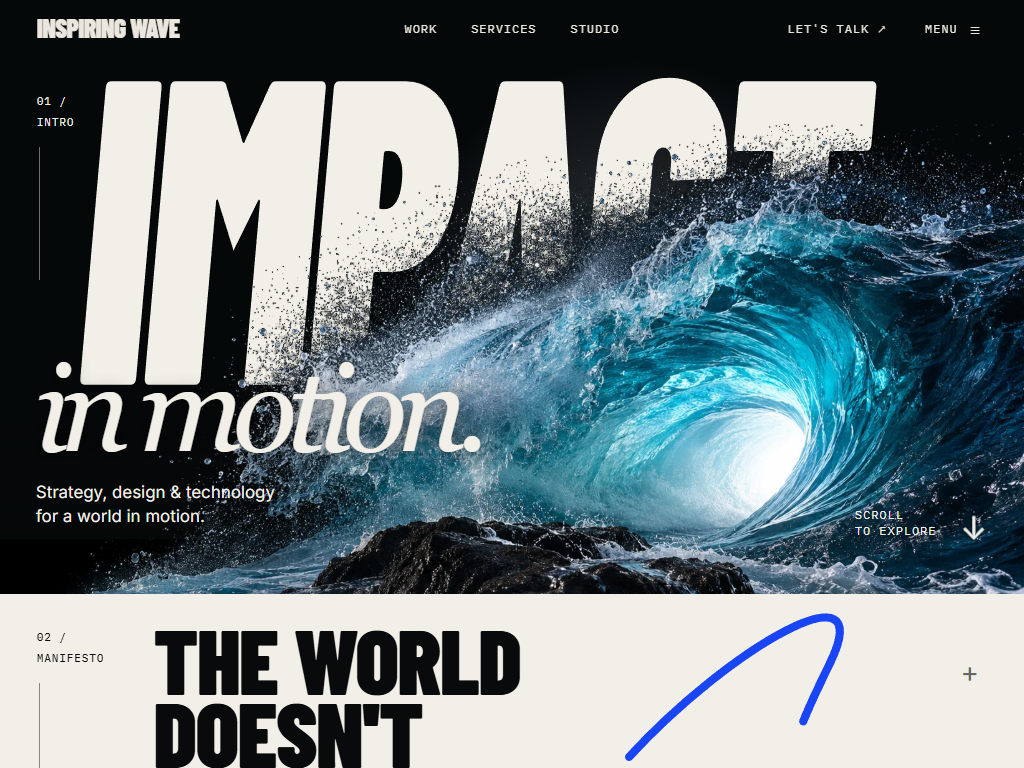 INSPIRING WAVE
WORK SERVICES STUDIO
LET'S TALK ↗ MENU ≡
01 /
INTRO
IMPACT
in motion.
Strategy, design & technology
for a world in motion.
SCROLL
TO EXPLORE
02 /
MANIFESTO
THE WORLD
DOESN'T
+